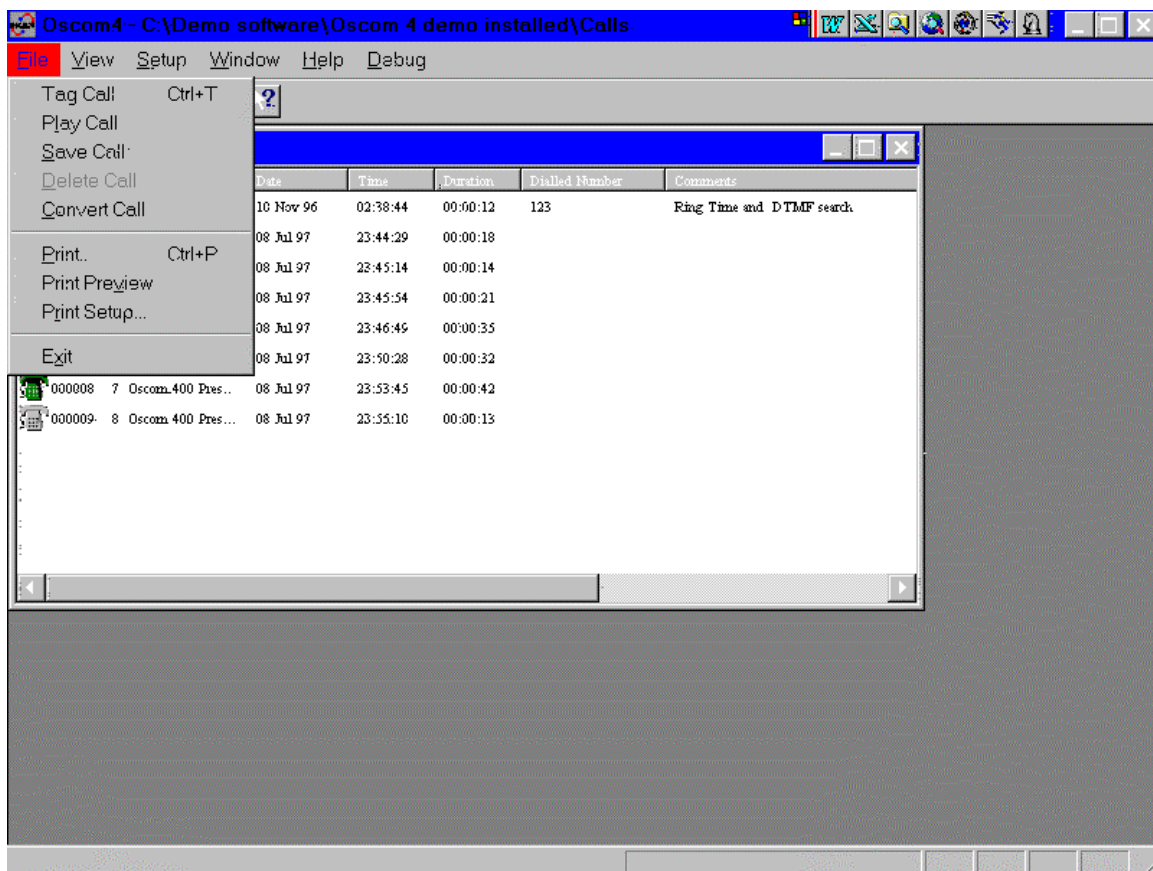 Oscom4 - C:\Demo software\Oscom 4 demo installed\Calls
File View Setup Window Help Debug
Tag Call Ctrl+T
Play Call
Save Call
Delete Call
Convert Call
Print.. Ctrl+P
Print Preview
Print Setup...
Exit
Date Time Duration Dialled Number Comments
10 Nov 96 02:38:44 00:00:12 123 Ring Time and DTMF search
08 Jul 97 23:44:29 00:00:18
08 Jul 97 23:45:14 00:00:14
08 Jul 97 23:45:54 00:00:21
08 Jul 97 23:46:49 00:00:35
08 Jul 97 23:50:28 00:00:32
000008 7 Oscom 400 Pres.. 08 Jul 97 23:53:45 00:00:42
000009 8 Oscom 400 Pres... 08 Jul 97 23:55:10 00:00:13